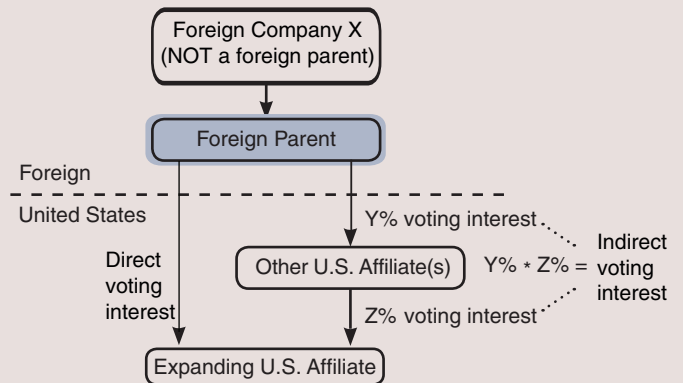 Foreign Company X
(NOT a foreign parent)
Foreign Parent
Foreign
United States
Y% voting interest
Direct
voting
interest
Other U.S. Affiliate(s)
Y% * Z% =
Indirect
voting
interest
Z% voting interest
Expanding U.S. Affiliate